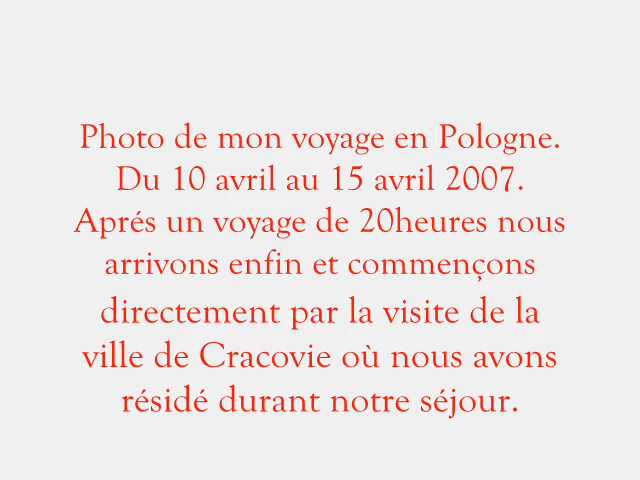 Photo de mon voyage en Pologne.
Du 10 avril au 15 avril 2007.
Aprés un voyage de 20heures nous
arrivons enfin et commençons
directement par la visite de la
ville de Cracovie où nous avons
résidé durant notre séjour.